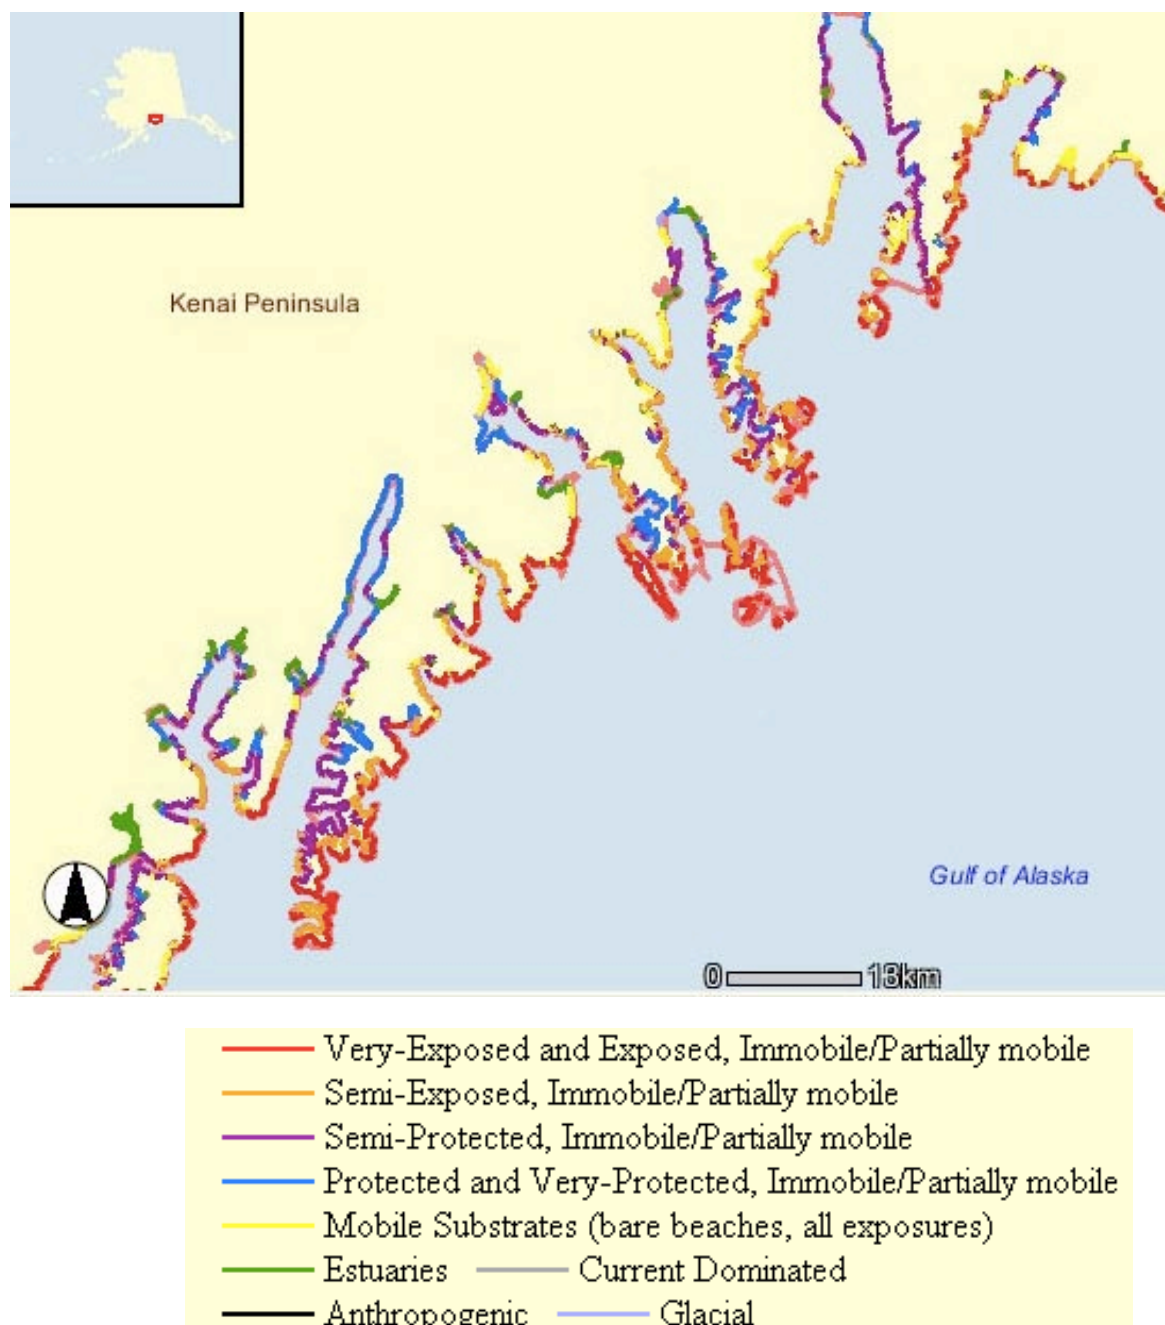 Kenai Peninsula
Gulf of Alaska
0 18km
Very-Exposed and Exposed, Immobile/Partially mobile
Semi-Exposed, Immobile/Partially mobile
Semi-Protected, Immobile/Partially mobile
Protected and Very-Protected, Immobile/Partially mobile
Mobile Substrates (bare beaches, all exposures)
Estuaries Current Dominated
Anthropogenic Glacial